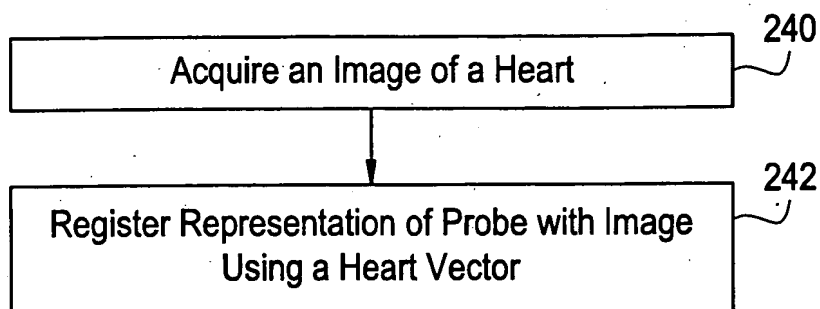 240
Acquire an Image of a Heart
242
Register Representation of Probe with Image
Using a Heart Vector